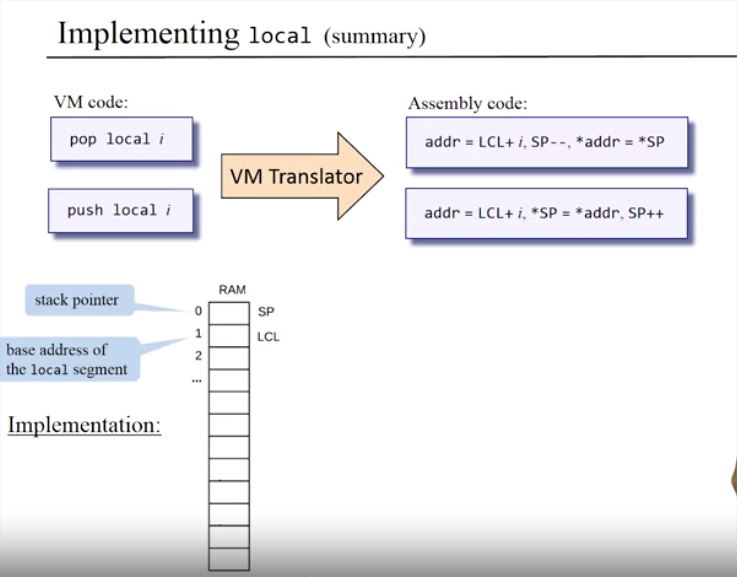 Implementing local (summary)
VM code:
pop local i
push local i
VM Translator
Assembly code:
addr = LCL+ i, SP--, *addr = *SP
addr = LCL+ i, *SP = *addr, SP++
stack pointer
base address of
the local segment
RAM
0 SP
1 LCL
2
...
Implementation: